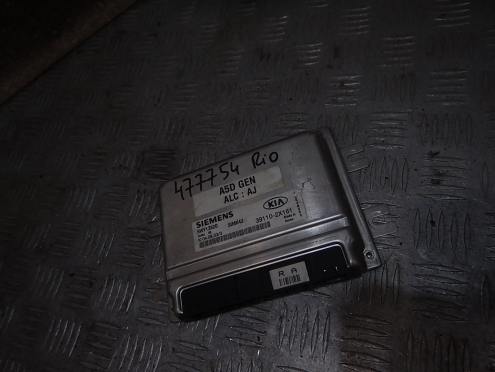 477754 Rio
ASD GEN
ALC : AJ
SIEMENS
KIA
39110-2X161
R A